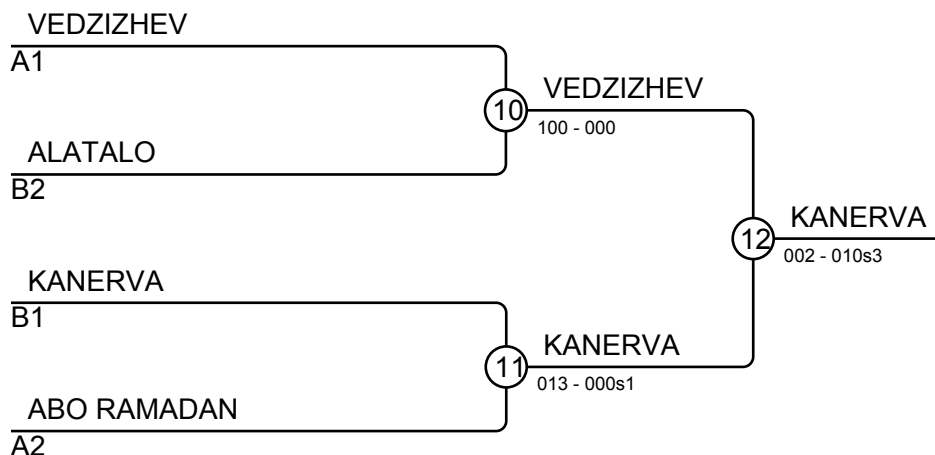 VEDZIZHEV
A1
10
VEDZIZHEV
100 - 000
ALATALO
B2
12
KANERVA
002 - 010s3
KANERVA
B1
11
KANERVA
013 - 000s1
ABO RAMADAN
A2